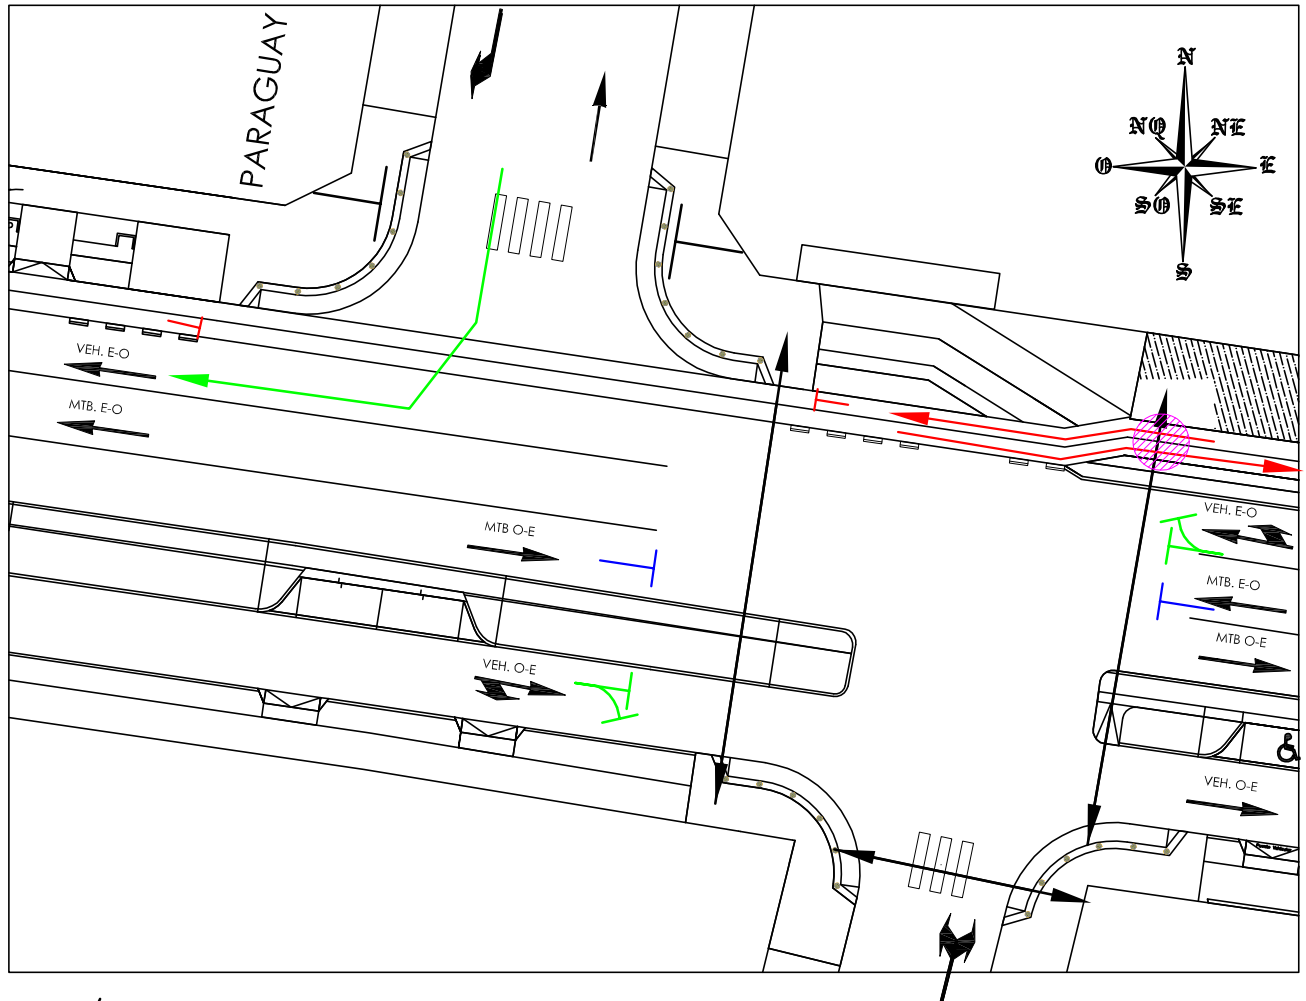 PARAGUAY
N
NO
NE
O
E
SO
SE
S
VEH. E-O
MTB. E-O
MTB O-E
VEH. O-E
VEH. E-O
MTB. E-O
MTB O-E
VEH. O-E